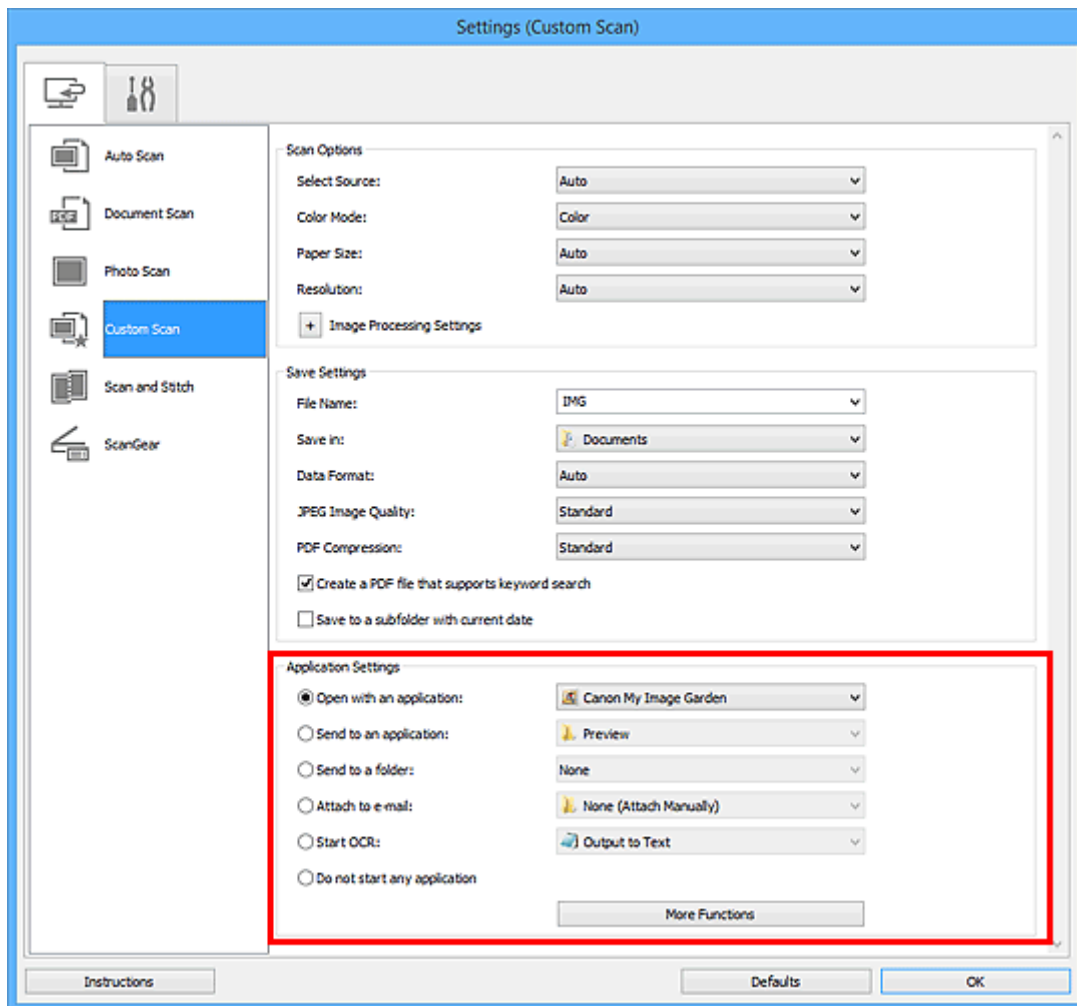 Settings (Custom Scan)
Auto Scan
PDF
Document Scan
Photo Scan
Custom Scan
Scan and Stitch
ScanGear
Scan Options
Select Source: Auto
Color Mode: Color
Paper Size: Auto
Resolution: Auto
+ Image Processing Settings
Save Settings
File Name: IMG
Save in: Documents
Data Format: Auto
JPEG Image Quality: Standard
PDF Compression: Standard
Create a PDF file that supports keyword search
Save to a subfolder with current date
Application Settings
Open with an application: Canon My Image Garden
Send to an application: Preview
Send to a folder: None
Attach to e-mail: None (Attach Manually)
Start OCR: Output to Text
Do not start any application
More Functions
Instructions Defaults OK